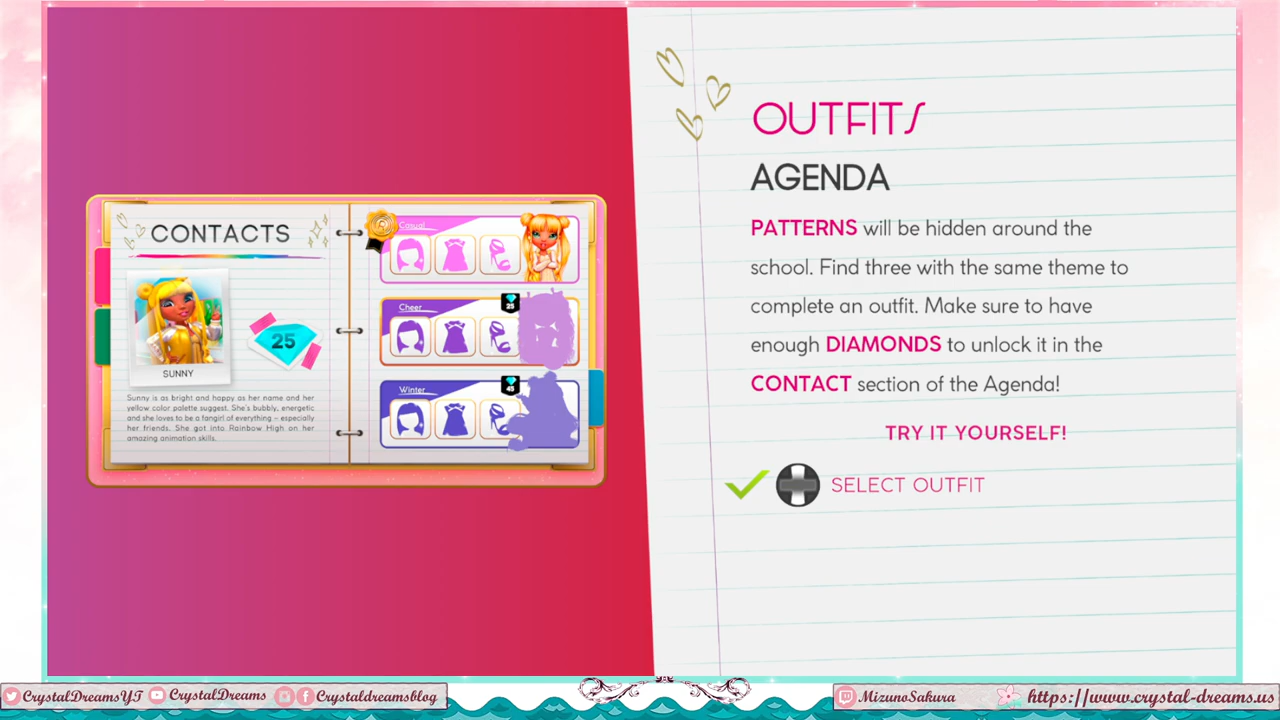 CONTACTS
SUNNY
25
Sunny is as bright and happy as her name and her
yellow color palette suggest. She's bubbly, energetic
and she loves to be a fangirl of everything – especially
her friends. She got into Rainbow High on her
amazing animation skills.
Casual
Cheer
25
Winter
45
OUTFITS
AGENDA
PATTERNS will be hidden around the
school. Find three with the same theme to
complete an outfit. Make sure to have
enough DIAMONDS to unlock it in the
CONTACT section of the Agenda!
TRY IT YOURSELF!
SELECT OUTFIT
CrystalDreamsYT CrystalDreams Crystaldreamsblog
MizunoSakura https://www.crystal-dreams.us